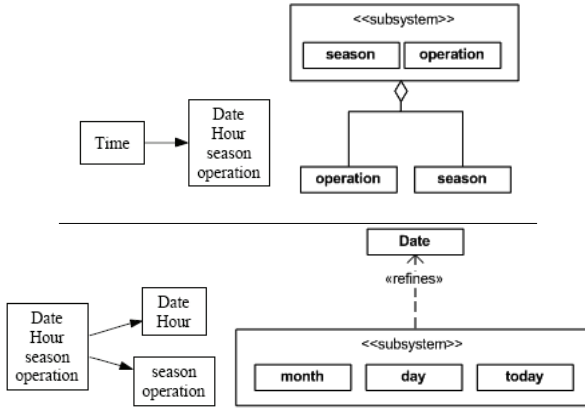 <<subsystem>>
season operation
Time
Date
Hour
season
operation
operation season
Date
«refines»
Date
Hour
season
operation
Date
Hour
season
operation
<<subsystem>>
month day today